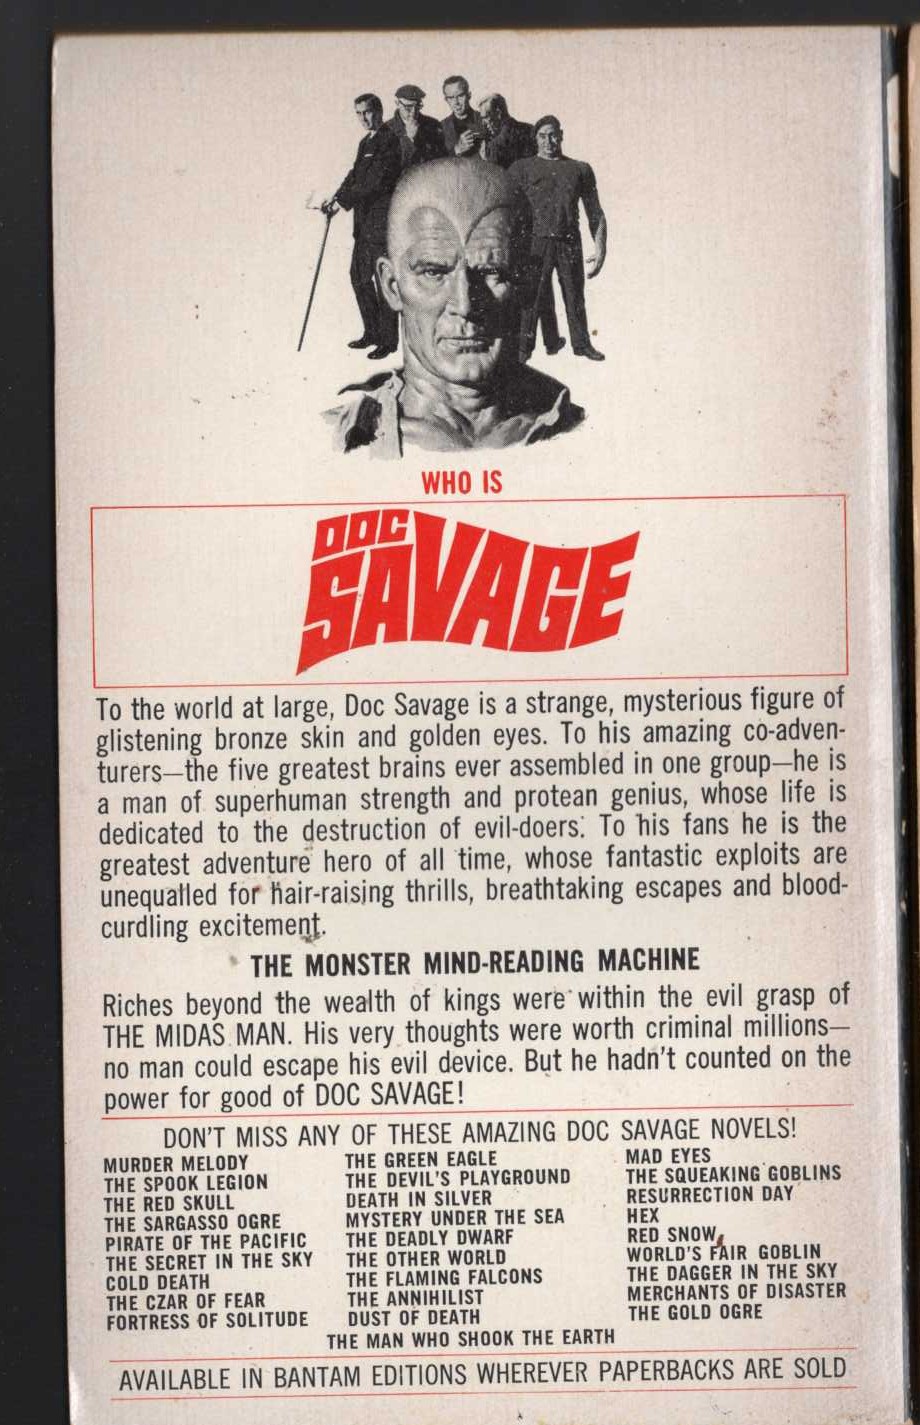 WHO IS
DOC
SAVAGE
To the world at large, Doc Savage is a strange, mysterious figure of
glistening bronze skin and golden eyes. To his amazing co-adven-
turers—the five greatest brains ever assembled in one group—he is
a man of superhuman strength and protean genius, whose life is
dedicated to the destruction of evil-doers. To his fans he is the
greatest adventure hero of all time, whose fantastic exploits are
unequalled for hair-raising thrills, breathtaking escapes and blood-
curdling excitement.
THE MONSTER MIND-READING MACHINE
Riches beyond the wealth of kings were within the evil grasp of
THE MIDAS MAN. His very thoughts were worth criminal millions—
no man could escape his evil device. But he hadn't counted on the
power for good of DOC SAVAGE!
DON'T MISS ANY OF THESE AMAZING DOC SAVAGE NOVELS!
MURDER MELODY
THE SPOOK LEGION
THE RED SKULL
THE SARGASSO OGRE
PIRATE OF THE PACIFIC
THE SECRET IN THE SKY
COLD DEATH
THE CZAR OF FEAR
FORTRESS OF SOLITUDE
THE GREEN EAGLE
THE DEVIL'S PLAYGROUND
DEATH IN SILVER
MYSTERY UNDER THE SEA
THE DEADLY DWARF
THE OTHER WORLD
THE FLAMING FALCONS
THE ANNIHILIST
DUST OF DEATH
MAD EYES
THE SQUEAKING GOBLINS
RESURRECTION DAY
HEX
RED SNOW
WORLD'S FAIR GOBLIN
THE DAGGER IN THE SKY
MERCHANTS OF DISASTER
THE GOLD OGRE
THE MAN WHO SHOOK THE EARTH
AVAILABLE IN BANTAM EDITIONS WHEREVER PAPERBACKS ARE SOLD